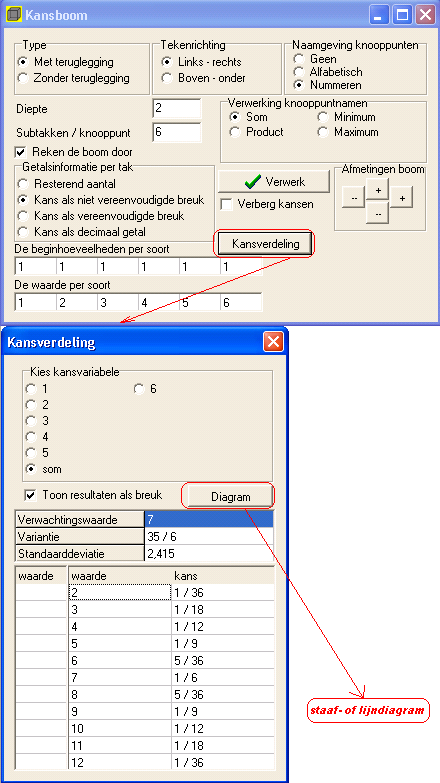 Kansboom
Type
Met teruglegging
Zonder teruglegging
Tekenrichting
Links - rechts
Boven - onder
Naamgeving knooppunten
Geen
Alfabetisch
Nummeren
Diepte
2
Subtakken / knooppunt
6
Verwerking knooppuntnamen
Som
Minimum
Product
Maximum
Reken de boom door
Getalsinformatie per tak
Resterend aantal
Kans als niet vereenvoudigde breuk
Kans als vereenvoudigde breuk
Kans als decimaal getal
Verwerk
Verberg kansen
Afmetingen boom
--
+
--
+
Kansverdeling
De beginhoeveelheden per soort
1 1 1 1 1 1
De waarde per soort
1 2 3 4 5 6
Kansverdeling
Kies kansvariabele
1
6
2
3
4
5
som
Toon resultaten als breuk
Diagram
Verwachtingswaarde 7
Variantie 35 / 6
Standaarddeviatie 2,415
waarde waarde kans
2 1 / 36
3 1 / 18
4 1 / 12
5 1 / 9
6 5 / 36
7 1 / 6
8 5 / 36
9 1 / 9
10 1 / 12
11 1 / 18
12 1 / 36
staaf- of lijndiagram